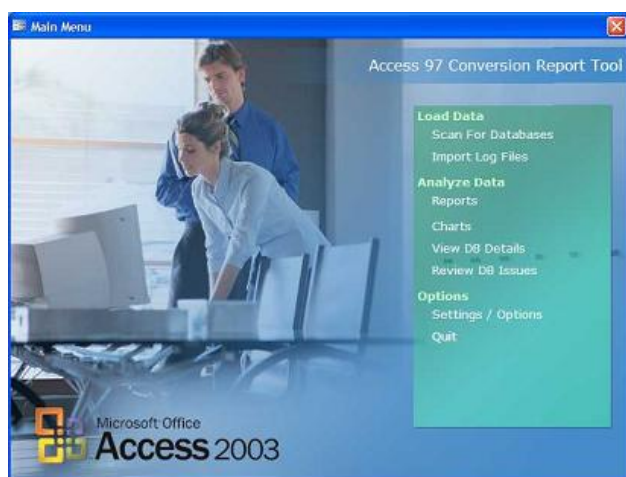 Main Menu
Access 97 Conversion Report Tool
Load Data
Scan For Databases
Import Log Files
Analyze Data
Reports
Charts
View DB Details
Review DB Issues
Options
Settings / Options
Quit
Microsoft Office
Access 2003